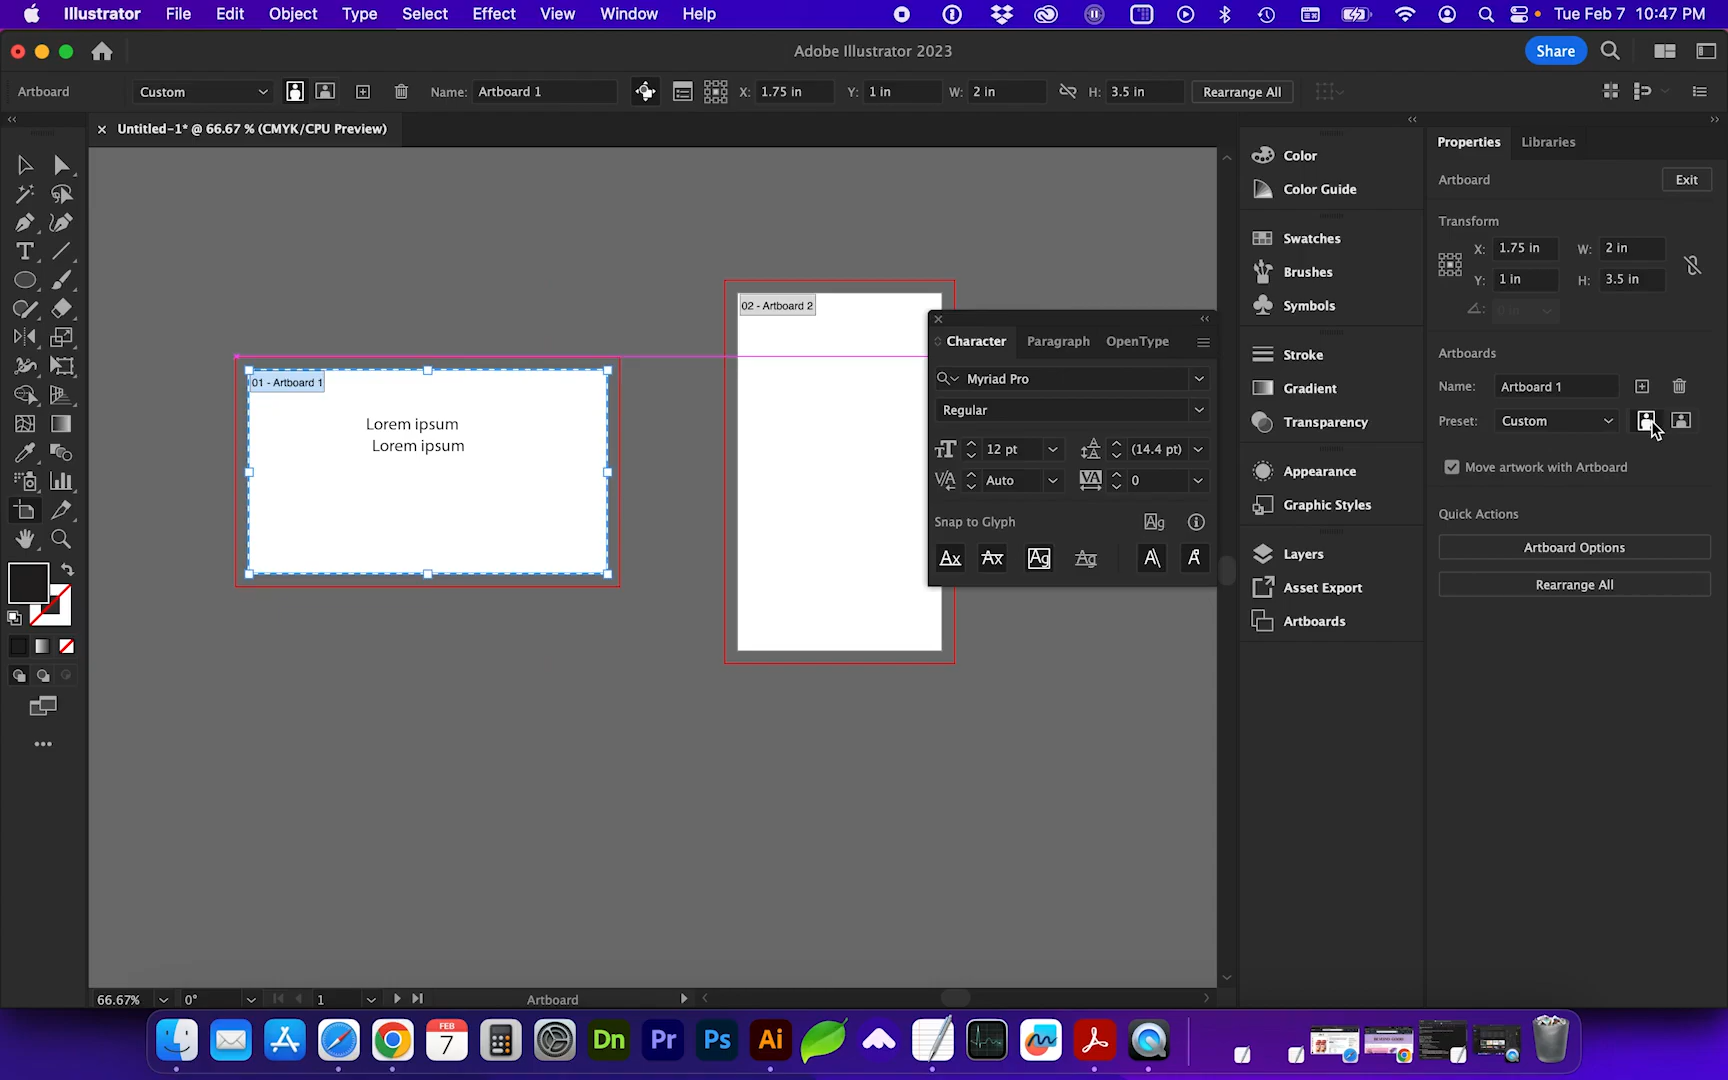 Illustrator File Edit Object Type Select Effect View Window Help Tue Feb 7 10:47 PM
Adobe Illustrator 2023 Share
Artboard Custom Name: Artboard 1 X: 1.75 in Y: 1 in W: 2 in H: 3.5 in Rearrange All
Untitled-1* @ 66.67 % (CMYK/CPU Preview)
01 - Artboard 1
Lorem ipsum
Lorem ipsum
02 - Artboard 2
Character Paragraph OpenType
Myriad Pro
Regular
12 pt (14.4 pt)
Auto 0
Snap to Glyph
Color
Color Guide
Swatches
Brushes
Symbols
Stroke
Gradient
Transparency
Appearance
Graphic Styles
Layers
Asset Export
Artboards
Properties Libraries
Artboard Exit
Transform
X: 1.75 in W: 2 in
Y: 1 in H: 3.5 in
0 in
Artboards
Name: Artboard 1
Preset: Custom
Move artwork with Artboard
Quick Actions
Artboard Options
Rearrange All
66.67% 0° 1 Artboard
FEB
7
Dn Pr Ps Ai